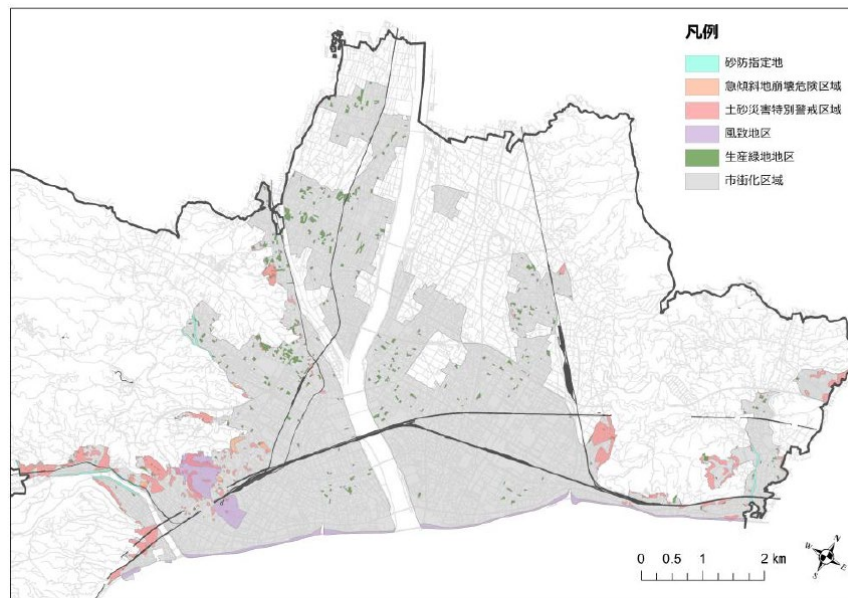 凡例
砂防指定地
急傾斜地崩壊危険区域
土砂災害特別警戒区域
風致地区
生産緑地地区
市街化区域
0 0.5 1 2 km
N
W
E
S